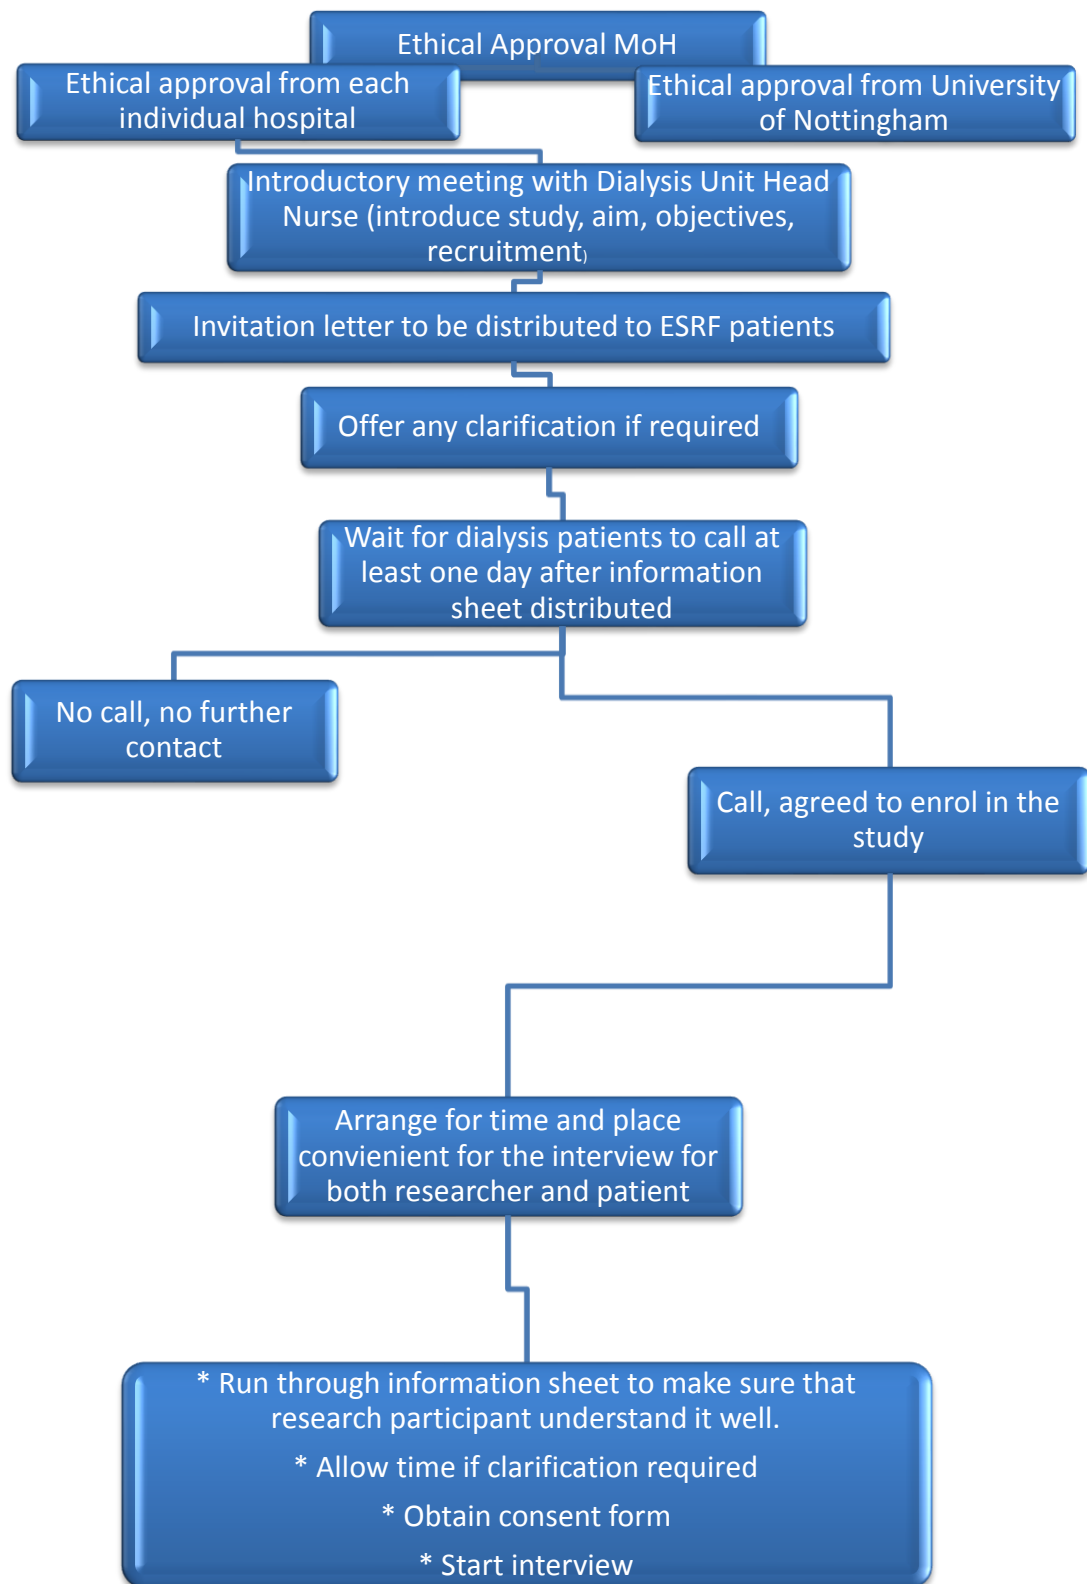 Ethical Approval MoH
Ethical approval from each
individual hospital
Ethical approval from University
of Nottingham
Introductory meeting with Dialysis Unit Head
Nurse (introduce study, aim, objectives,
recruitment)
Invitation letter to be distributed to ESRF patients
Offer any clarification if required
Wait for dialysis patients to call at
least one day after information
sheet distributed
No call, no further
contact
Call, agreed to enrol in the
study
Arrange for time and place
convienient for the interview for
both researcher and patient
* Run through information sheet to make sure that
research participant understand it well.
* Allow time if clarification required
* Obtain consent form
* Start interview